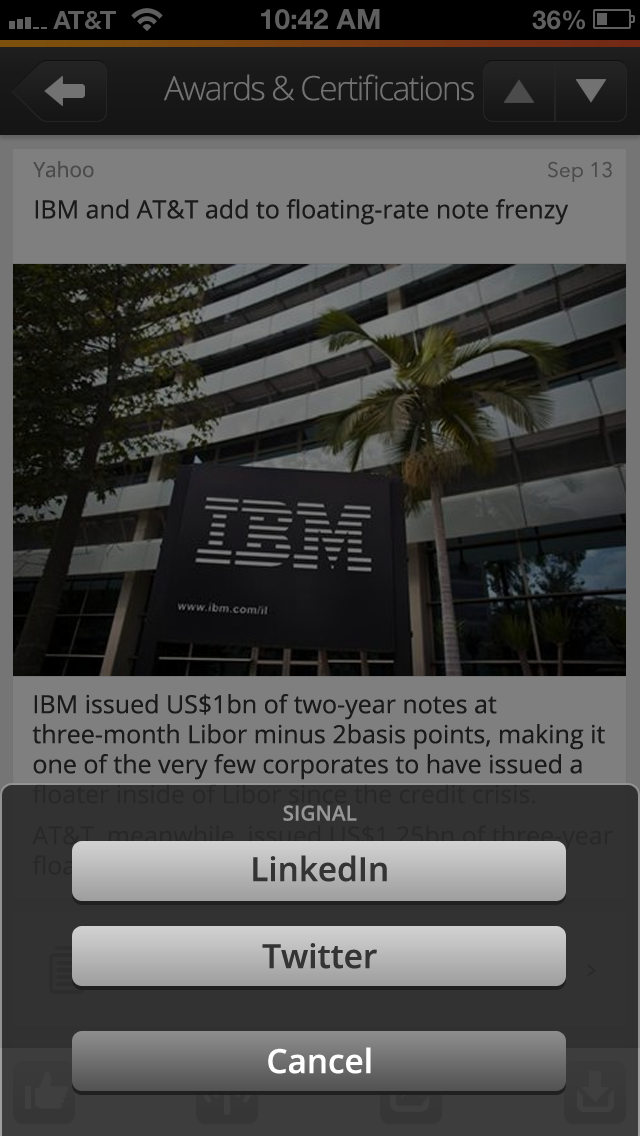 AT&T 10:42 AM 36%
Awards & Certifications
Yahoo Sep 13
IBM and AT&T add to floating-rate note frenzy
IBM
www.ibm.com/il
IBM issued US$1bn of two-year notes at
three-month Libor minus 2basis points, making it
one of the very few corporates to have issued a
floater inside of Libor since the credit crisis.
SIGNAL
AT&T, meanwhile, issued US$1.25bn of three-year
LinkedIn
Twitter
Cancel